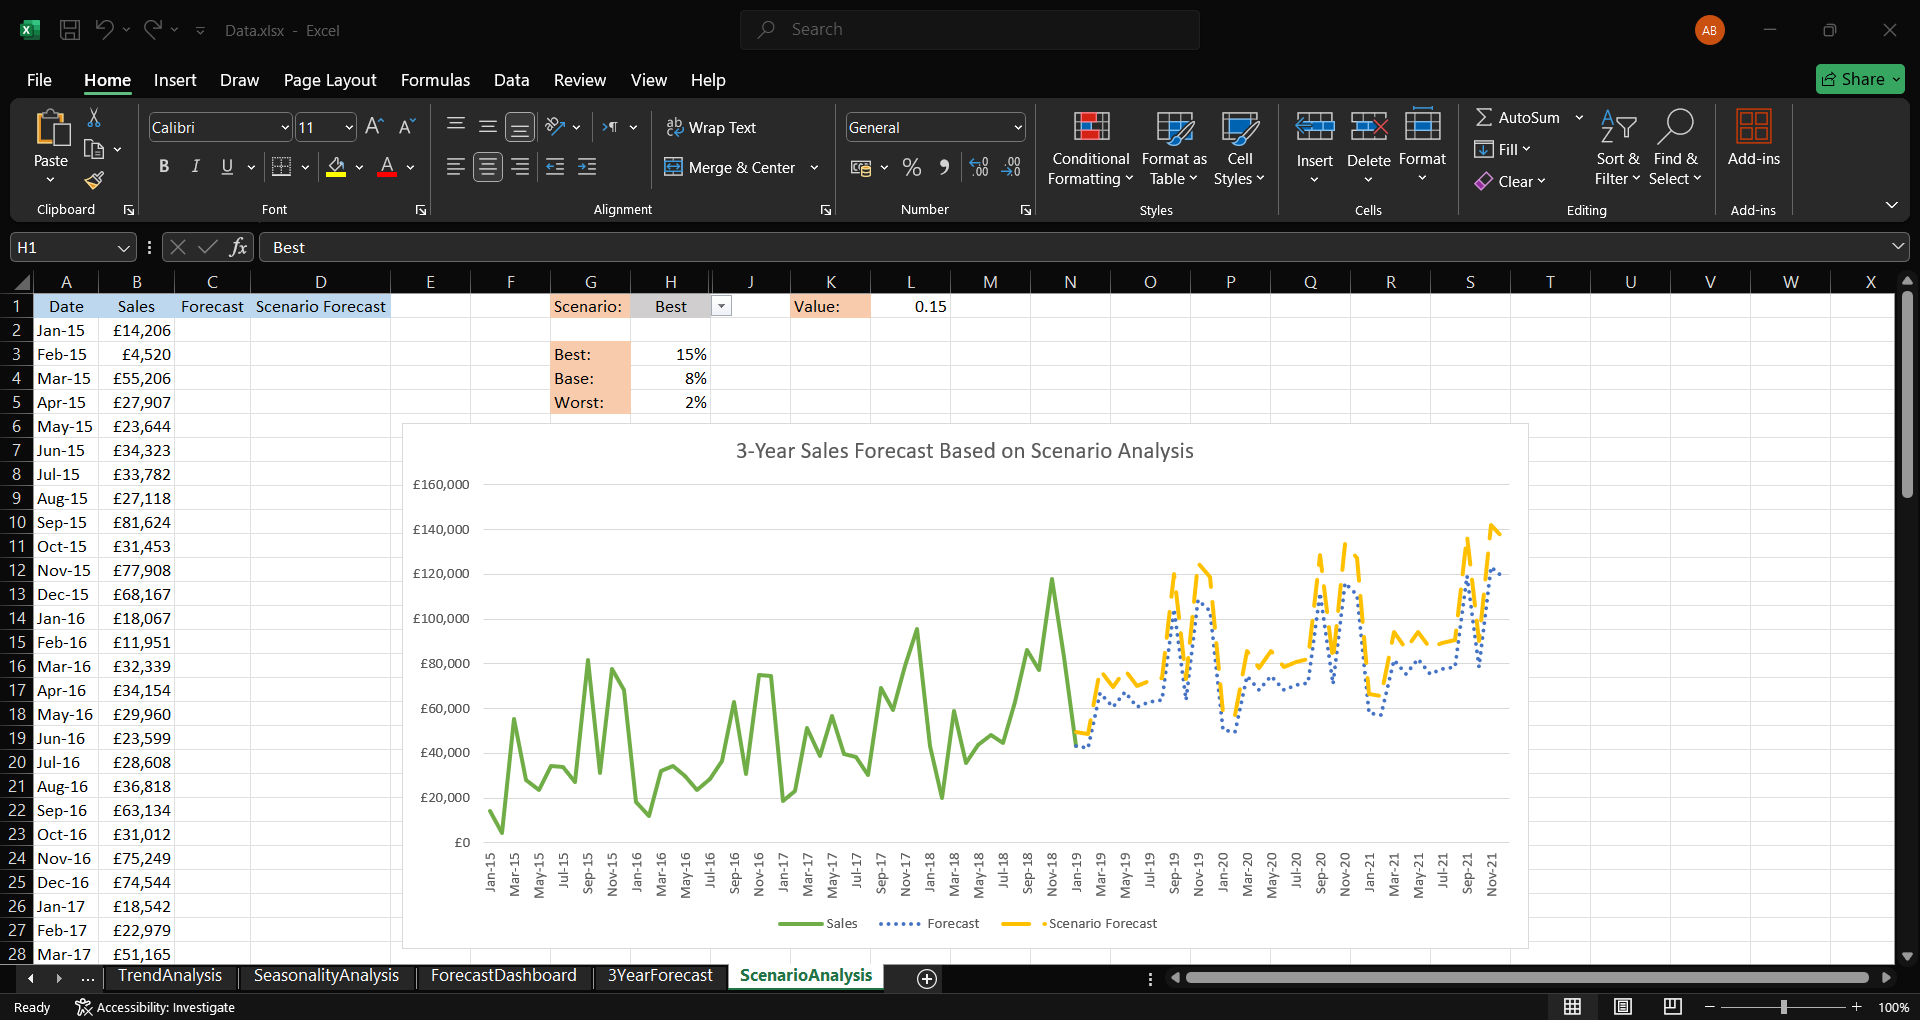 Data.xlsx - Excel
Search
AB
File Home Insert Draw Page Layout Formulas Data Review View Help
Share
Paste
Clipboard
Calibri 11
B I U A
Font
Wrap Text
Merge & Center
Alignment
General
Number
Conditional Formatting
Format as Table
Cell Styles
Styles
Insert Delete Format
Cells
AutoSum
Fill
Clear
Sort & Filter
Find & Select
Editing
Add-ins
Add-ins
H1 fx Best
A B C D E F G H J K L M N O P Q R S T U V W X
1 Date Sales Forecast Scenario Forecast Scenario: Best Value: 0.15
2 Jan-15 £14,206
3 Feb-15 £4,520 Best: 15%
4 Mar-15 £55,206 Base: 8%
5 Apr-15 £27,907 Worst: 2%
6 May-15 £23,644
7 Jun-15 £34,323
8 Jul-15 £33,782
9 Aug-15 £27,118
10 Sep-15 £81,624
11 Oct-15 £31,453
12 Nov-15 £77,908
13 Dec-15 £68,167
14 Jan-16 £18,067
15 Feb-16 £11,951
16 Mar-16 £32,339
17 Apr-16 £34,154
18 May-16 £29,960
19 Jun-16 £23,599
20 Jul-16 £28,608
21 Aug-16 £36,818
22 Sep-16 £63,134
23 Oct-16 £31,012
24 Nov-16 £75,249
25 Dec-16 £74,544
26 Jan-17 £18,542
27 Feb-17 £22,979
28 Mar-17 £51,165
3-Year Sales Forecast Based on Scenario Analysis
£160,000
£140,000
£120,000
£100,000
£80,000
£60,000
£40,000
£20,000
£0
Jan-15 Mar-15 May-15 Jul-15 Sep-15 Nov-15 Jan-16 Mar-16 May-16 Jul-16 Sep-16 Nov-16 Jan-17 Mar-17 May-17 Jul-17 Sep-17 Nov-17 Jan-18 Mar-18 May-18 Jul-18 Sep-18 Nov-18 Jan-19 Mar-19 May-19 Jul-19 Sep-19 Nov-19 Jan-20 Mar-20 May-20 Jul-20 Sep-20 Nov-20 Jan-21 Mar-21 May-21 Jul-21 Sep-21 Nov-21
Sales Forecast Scenario Forecast
... TrendAnalysis SeasonalityAnalysis ForecastDashboard 3YearForecast ScenarioAnalysis
Ready Accessibility: Investigate 100%